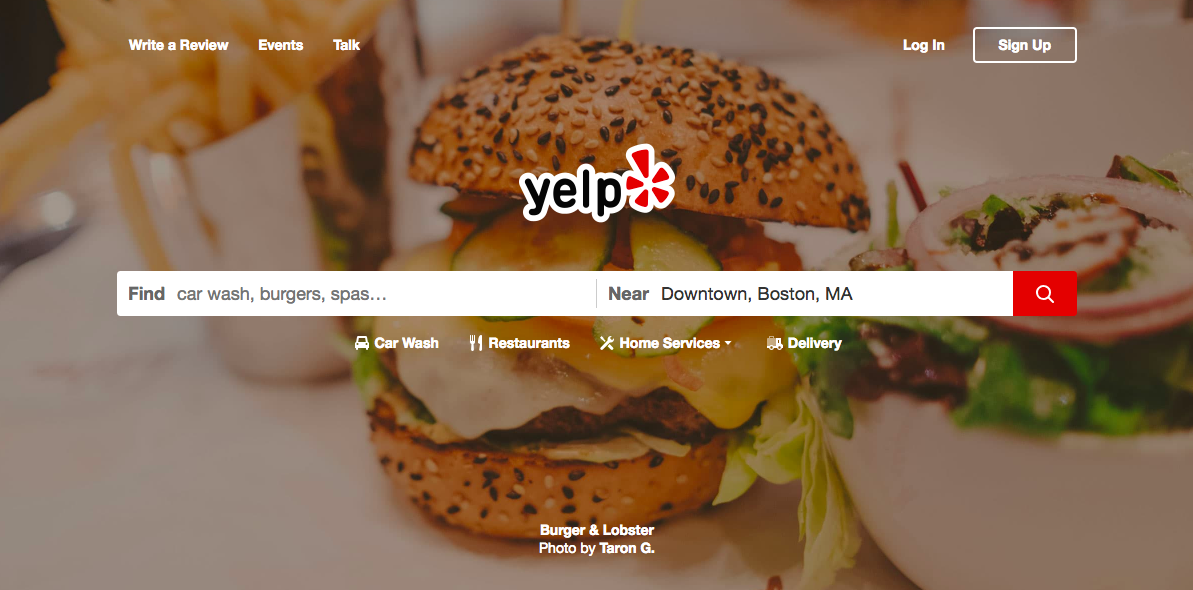 Write a Review Events Talk Log In Sign Up
yelp
Find car wash, burgers, spas... Near Downtown, Boston, MA
Car Wash Restaurants Home Services Delivery
Burger & Lobster
Photo by Taron G.